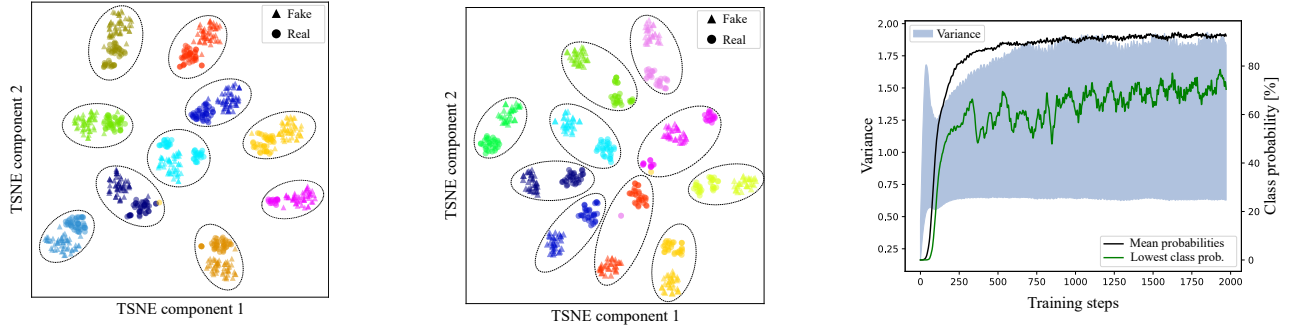 Fake
Real
TSNE component 2
TSNE component 1
Fake
Real
TSNE component 2
TSNE component 1
Variance
2.00
1.75
1.50
1.25
1.00
0.75
0.50
0.25
Variance
80
60
40
20
0
Class probability [%]
Mean probabilities
Lowest class prob.
0 250 500 750 1000 1250 1500 1750 2000
Training steps